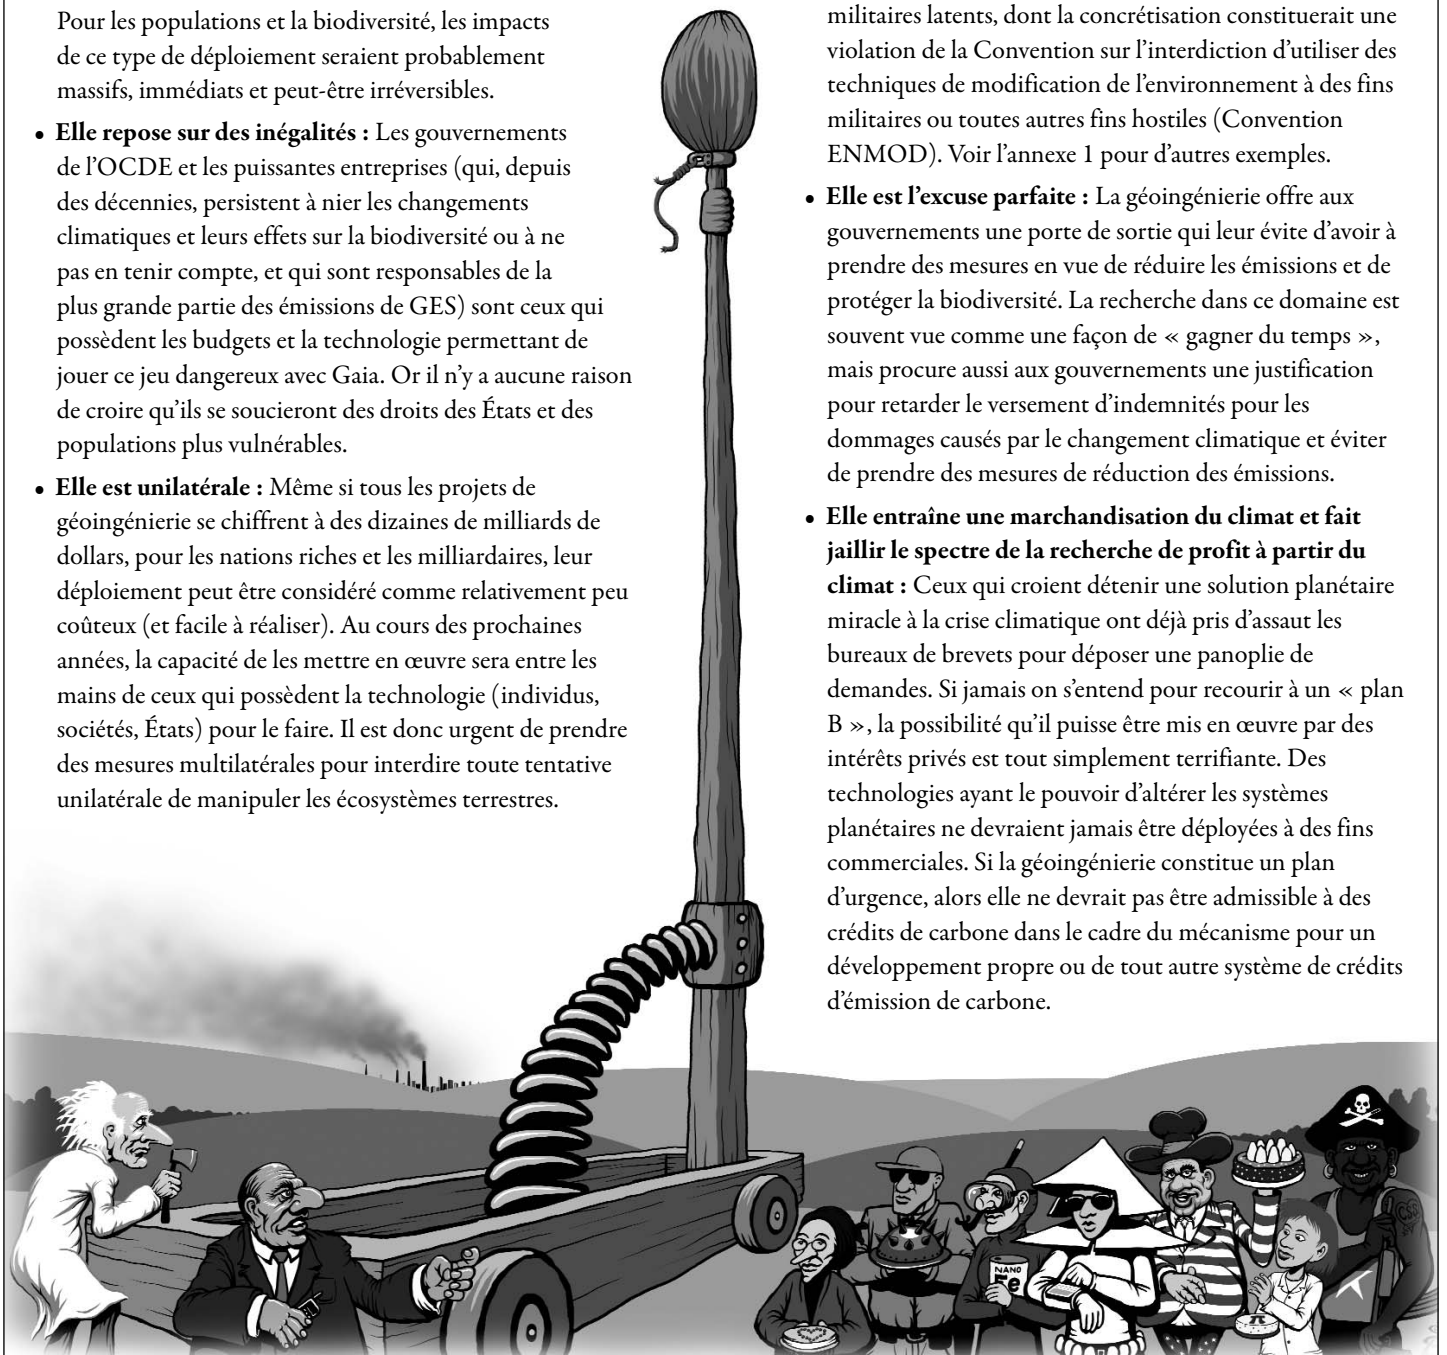 Pour les populations et la biodiversité, les impacts
de ce type de déploiement seraient probablement
massifs, immédiats et peut-être irréversibles.
• Elle repose sur des inégalités : Les gouvernements
de l’OCDE et les puissantes entreprises (qui, depuis
des décennies, persistent à nier les changements
climatiques et leurs effets sur la biodiversité ou à ne
pas en tenir compte, et qui sont responsables de la
plus grande partie des émissions de GES) sont ceux qui
possèdent les budgets et la technologie permettant de
jouer ce jeu dangereux avec Gaia. Or il n’y a aucune raison
de croire qu’ils se soucieront des droits des États et des
populations plus vulnérables.
• Elle est unilatérale : Même si tous les projets de
géoingénierie se chiffrent à des dizaines de milliards de
dollars, pour les nations riches et les milliardaires, leur
déploiement peut être considéré comme relativement peu
coûteux (et facile à réaliser). Au cours des prochaines
années, la capacité de les mettre en œuvre sera entre les
mains de ceux qui possèdent la technologie (individus,
sociétés, États) pour le faire. Il est donc urgent de prendre
des mesures multilatérales pour interdire toute tentative
unilatérale de manipuler les écosystèmes terrestres.
militaires latents, dont la concrétisation constituerait une
violation de la Convention sur l’interdiction d’utiliser des
techniques de modification de l’environnement à des fins
militaires ou toutes autres fins hostiles (Convention
ENMOD). Voir l’annexe 1 pour d’autres exemples.
• Elle est l’excuse parfaite : La géoingénierie offre aux
gouvernements une porte de sortie qui leur évite d’avoir à
prendre des mesures en vue de réduire les émissions et de
protéger la biodiversité. La recherche dans ce domaine est
souvent vue comme une façon de « gagner du temps »,
mais procure aussi aux gouvernements une justification
pour retarder le versement d’indemnités pour les
dommages causés par le changement climatique et éviter
de prendre des mesures de réduction des émissions.
• Elle entraîne une marchandisation du climat et fait
jaillir le spectre de la recherche de profit à partir du
climat : Ceux qui croient détenir une solution planétaire
miracle à la crise climatique ont déjà pris d’assaut les
bureaux de brevets pour déposer une panoplie de
demandes. Si jamais on s’entend pour recourir à un « plan
B », la possibilité qu’il puisse être mis en œuvre par des
intérêts privés est tout simplement terrifiante. Des
technologies ayant le pouvoir d’altérer les systèmes
planétaires ne devraient jamais être déployées à des fins
commerciales. Si la géoingénierie constitue un plan
d’urgence, alors elle ne devrait pas être admissible à des
crédits de carbone dans le cadre du mécanisme pour un
développement propre ou de tout autre système de crédits
d’émission de carbone.
NANO
Fe